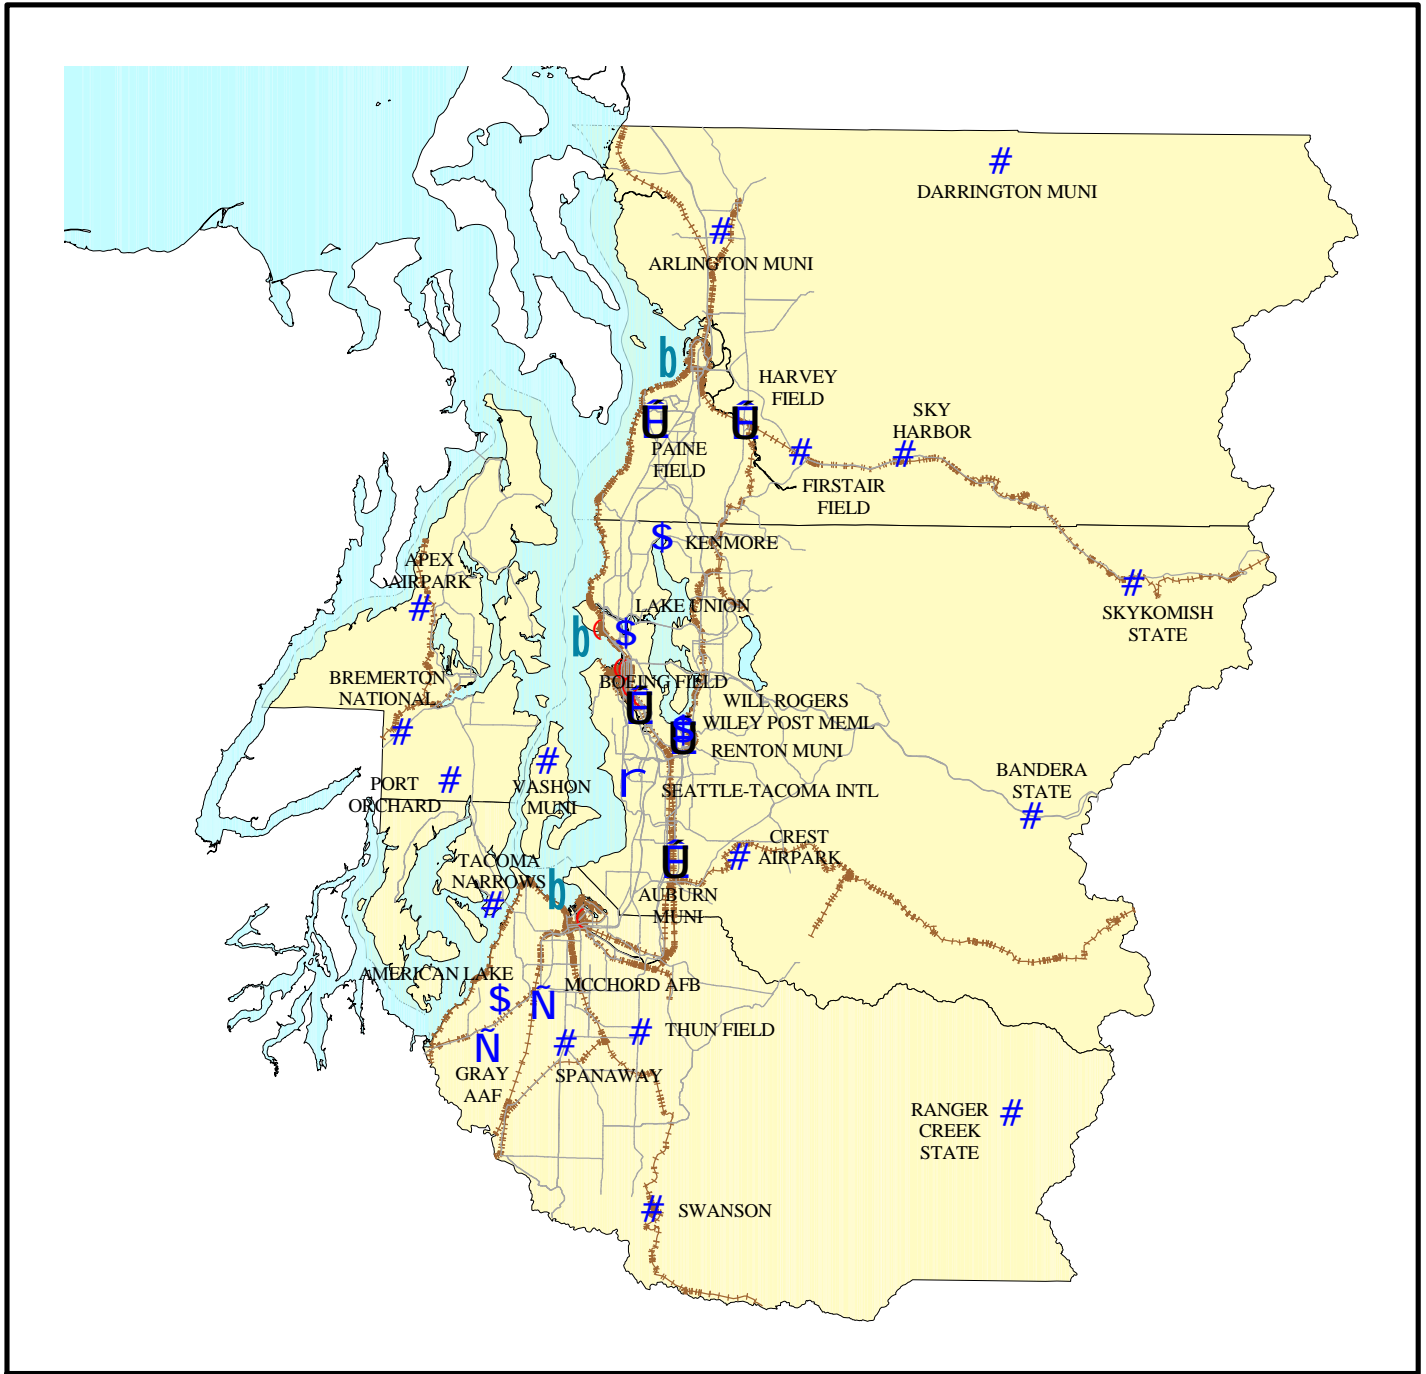 DARRINGTON MUNI
ARLINGTON MUNI
HARVEY
FIELD
SKY
HARBOR
PAINE
FIELD
FIRSTAIR
FIELD
KENMORE
APEX
AIRPARK
LAKE UNION
SKYKOMISH
STATE
BREMERTON
NATIONAL
BOEING FIELD
WILL ROGERS
WILEY POST MEML
RENTON MUNI
PORT
ORCHARD
VASHON
MUNI
SEATTLE-TACOMA INTL
BANDERA
STATE
CREST
AIRPARK
TACOMA
NARROWS
AUBURN
MUNI
AMERICAN LAKE
MCCHORD AFB
THUN FIELD
GRAY
AAF
SPANAWAY
RANGER
CREEK
STATE
SWANSON